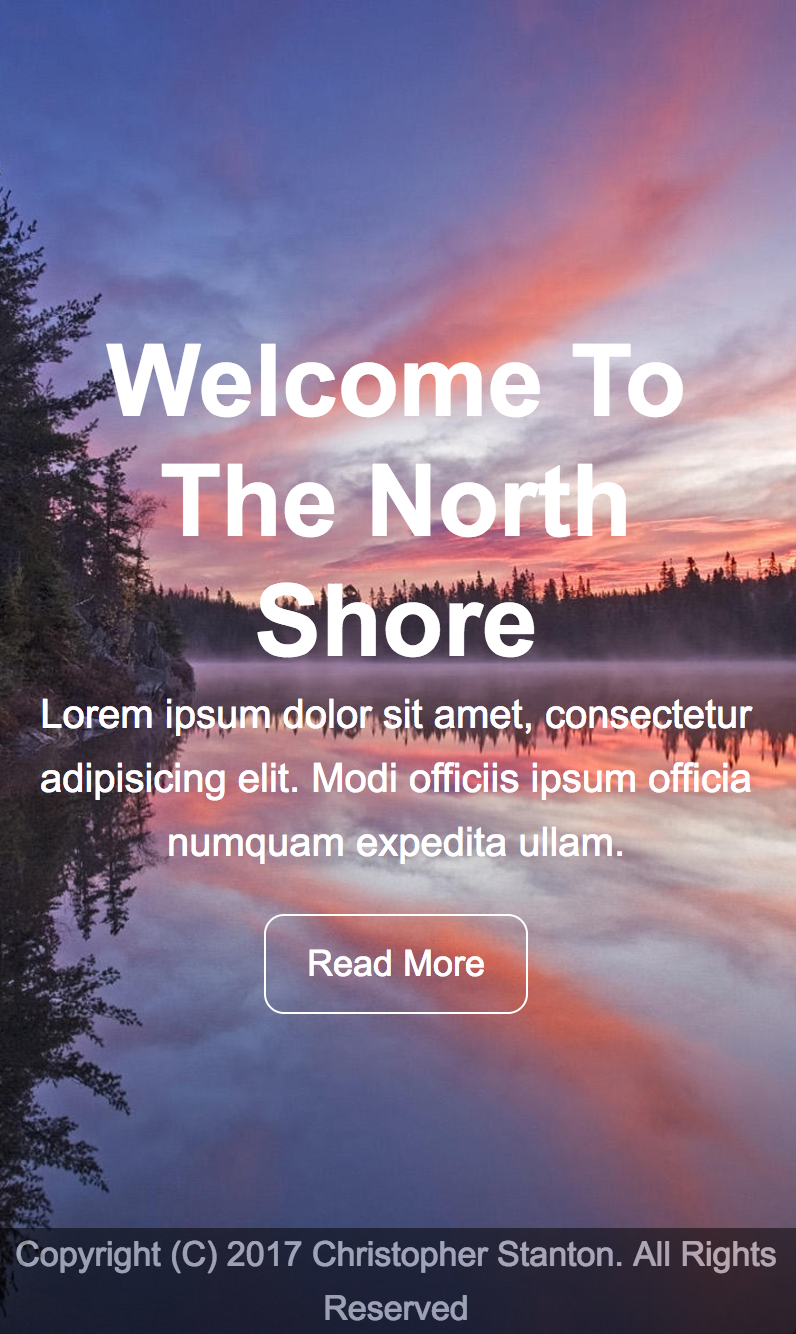 Welcome To
The North
Shore
Lorem ipsum dolor sit amet, consectetur
adipisicing elit. Modi officiis ipsum officia
numquam expedita ullam.
Read More
Copyright (C) 2017 Christopher Stanton. All Rights
Reserved